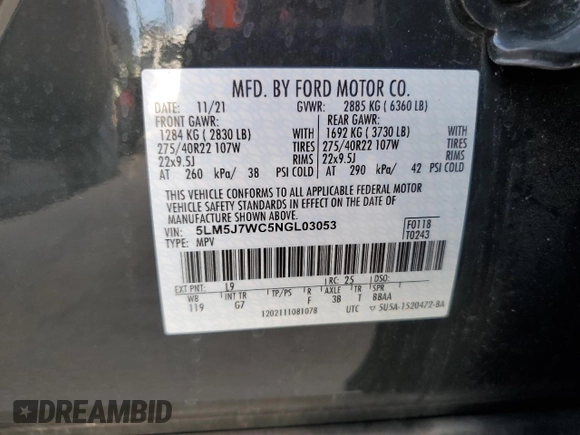 MFD. BY FORD MOTOR CO.
DATE: 11/21 GVWR: 2885 KG ( 6360 LB)
FRONT GAWR: REAR GAWR:
1284 KG ( 2830 LB) WITH 1692 KG ( 3730 LB) WITH
275/40R22 107W TIRES 275/40R22 107W TIRES
22x9.5J RIMS 22x9.5J RIMS
AT 260 kPa/ 38 PSI COLD AT 290 kPa/ 42 PSI COLD
THIS VEHICLE CONFORMS TO ALL APPLICABLE FEDERAL MOTOR
VEHICLE SAFETY STANDARDS IN EFFECT ON THE DATE OF
MANUFACTURE SHOWN ABOVE.
VIN: 5LM5J7WC5NGL03053 F0118
TYPE: MPV T0243
EXT PNT: L9 RC: 25 DSO:
WB INT TR TP/PS R AXLE TR SPR
119 G7 F 3B T BBAA
1202111081078 UTC ▽ 5U5A-1520472-BA
DREAMBID